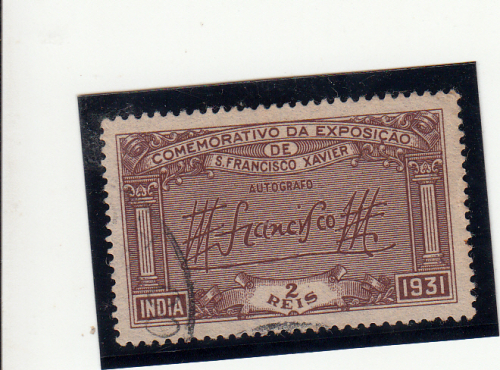 COMEMORATIVO DA EXPOSIÇÃO
DE
S. FRANCISCO XAVIER
AUTOGRAFO
Francisco
2
REIS
INDIA
1931